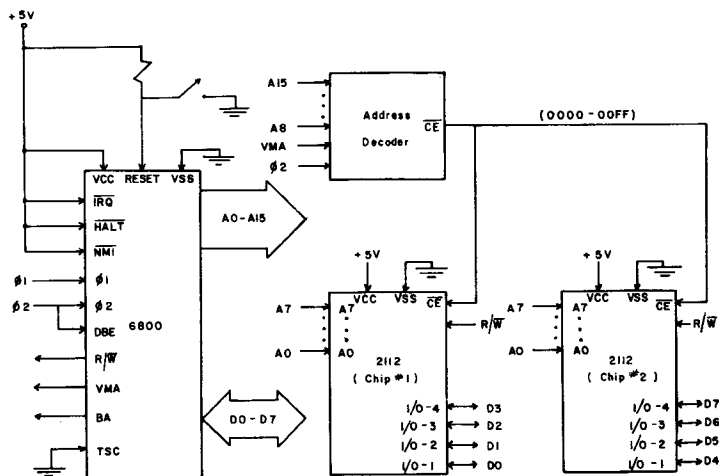 +5V
VCC RESET VSS
IRQ
HALT
NMI
ϕ1 ϕ1
ϕ2 ϕ2
DBE
6800
R/W
VMA
BA
TSC
A0-A15
D0-D7
A15
A8
VMA
ϕ2
Address
Decoder
CE
(0000-00FF)
+5V
VCC VSS
CE
A7 A7
R/W
A0 A0
2112
(Chip #1)
I/O-4 D3
I/O-3 D2
I/O-2 D1
I/O-1 D0
+5V
VCC VSS
CE
A7 A7
R/W
A0 A0
2112
(Chip #2)
I/O-4 D7
I/O-3 D6
I/O-2 D5
I/O-1 D4